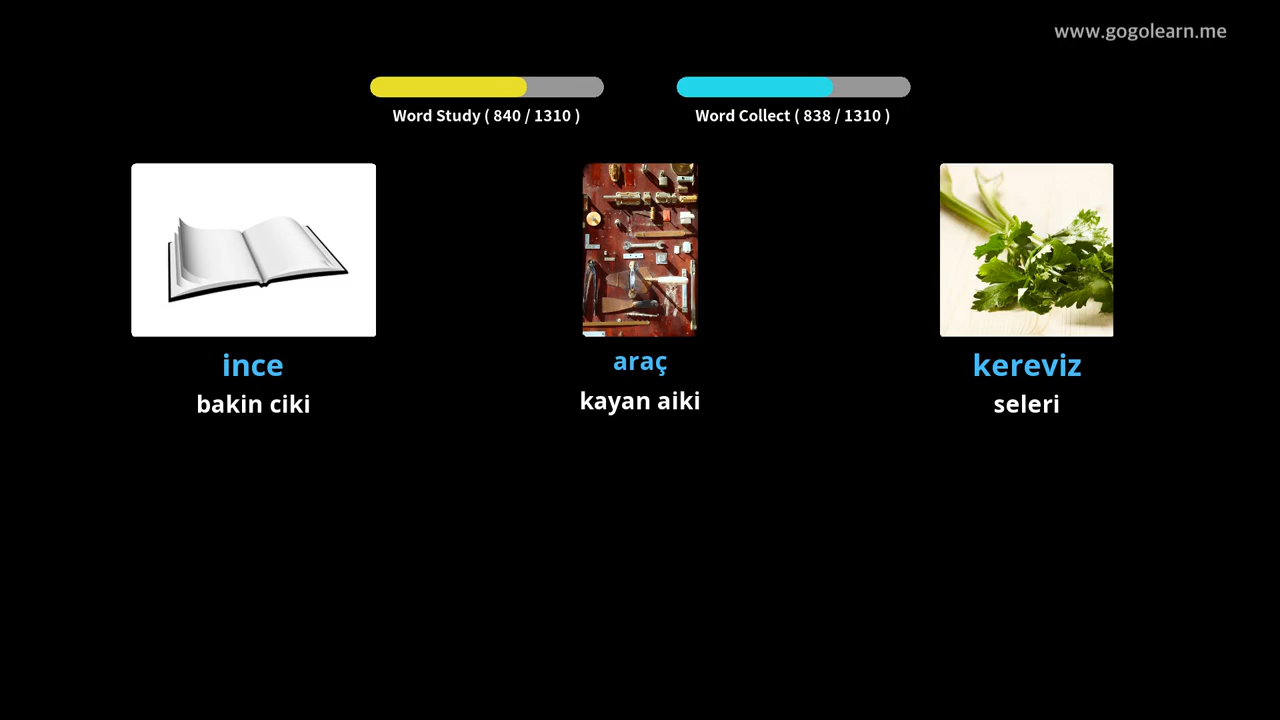 www.gogolearn.me
Word Study ( 840 / 1310 )
Word Collect ( 838 / 1310 )
ince
bakin ciki
araç
kayan aiki
kereviz
seleri